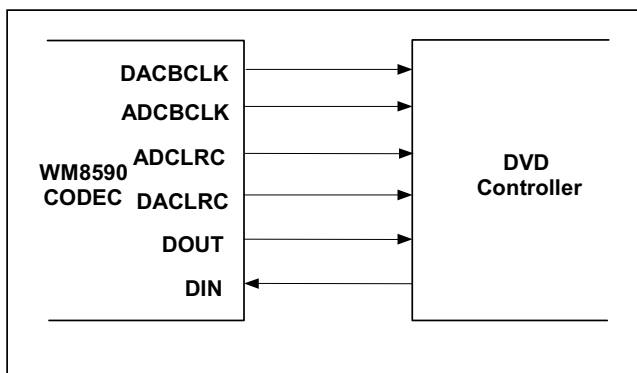 DACBCLK
ADCBCLK
ADCLRC
WM8590
CODEC
DACLRC
DOUT
DIN
DVD
Controller